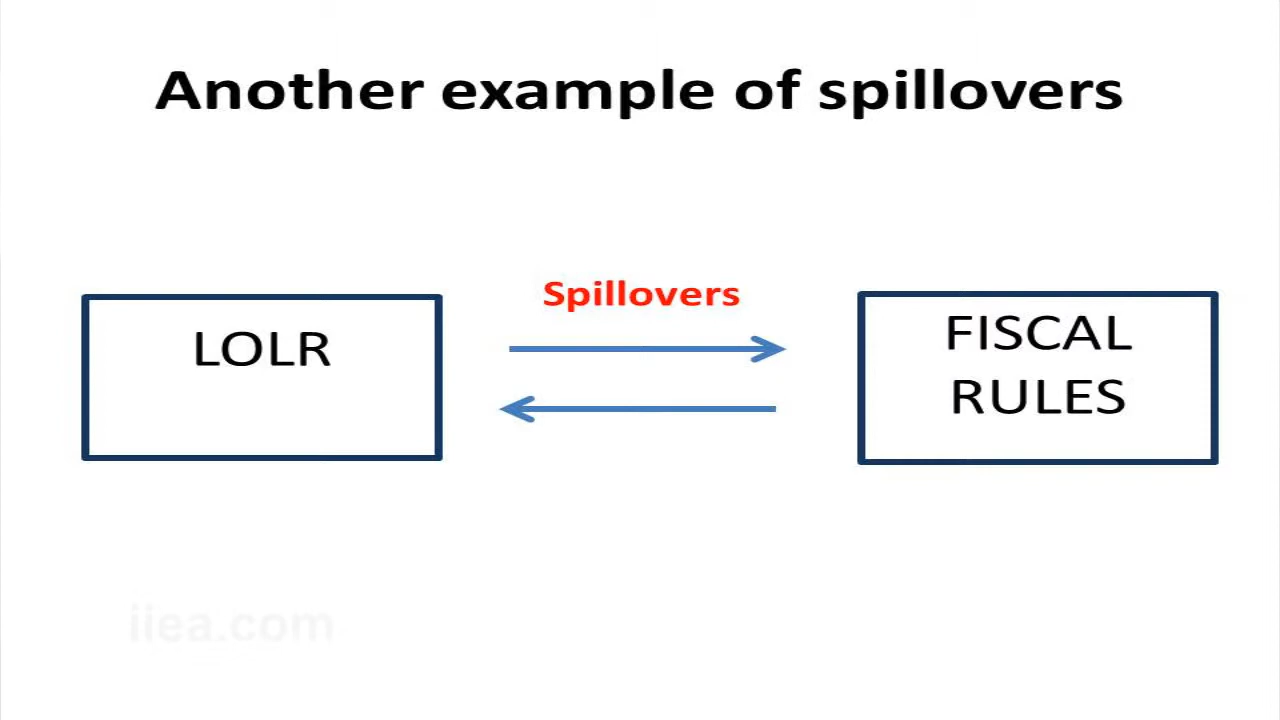 Another example of spillovers
Spillovers
LOLR
FISCAL
RULES
iiea.com